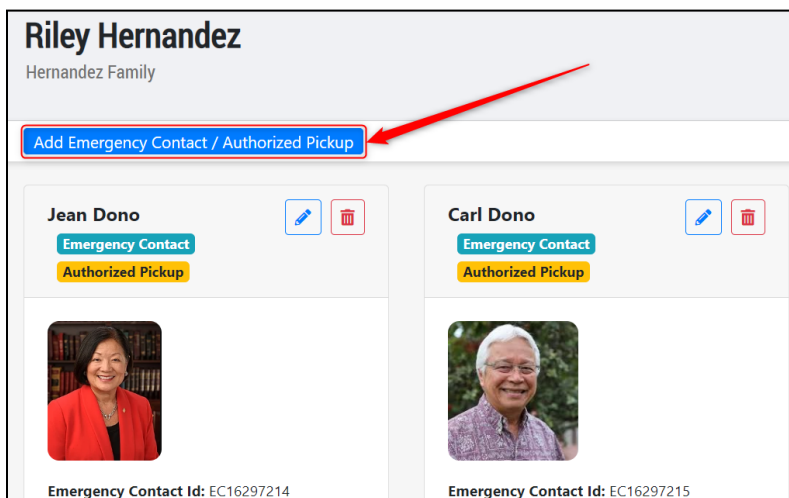 Riley Hernandez
Hernandez Family
Add Emergency Contact / Authorized Pickup
Jean Dono
Emergency Contact
Authorized Pickup
Emergency Contact Id: EC16297214
Carl Dono
Emergency Contact
Authorized Pickup
Emergency Contact Id: EC16297215